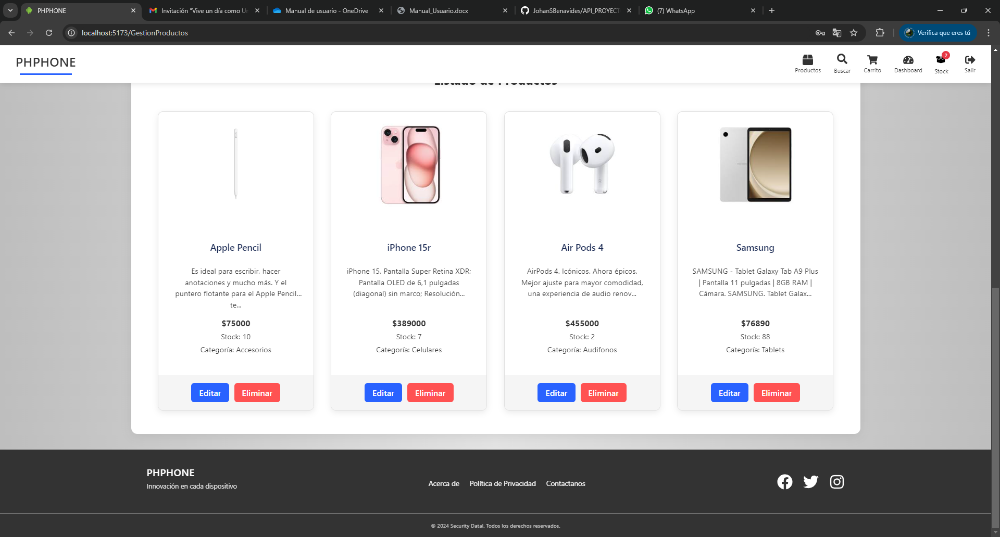 PHPHONE
Invitación "Vive un día como Ur
Manual de usuario - OneDrive
Manual_Usuario.docx
JohanSBenavides/API_PROYECT
(7) WhatsApp
localhost:5173/GestionProductos
Verifica que eres tú
PHPHONE
Productos
Buscar
Carrito
Dashboard
2
Stock
Salir
Listado de Productos
Apple Pencil
Es ideal para escribir, hacer
anotaciones y mucho más. Y el
puntero flotante para el Apple Pencil...
te...
$75000
Stock: 10
Categoría: Accesorios
Editar
Eliminar
iPhone 15r
iPhone 15. Pantalla Super Retina XDR;
Pantalla OLED de 6,1 pulgadas
(diagonal) sin marco; Resolución...
$389000
Stock: 7
Categoría: Celulares
Editar
Eliminar
Air Pods 4
AirPods 4. Icónicos. Ahora épicos.
Mejor ajuste para mayor comodidad,
una experiencia de audio renov...
$455000
Stock: 2
Categoría: Audifonos
Editar
Eliminar
Samsung
SAMSUNG - Tablet Galaxy Tab A9 Plus
| Pantalla 11 pulgadas | 8GB RAM |
Cámara. SAMSUNG. Tablet Galax...
$76890
Stock: 88
Categoría: Tablets
Editar
Eliminar
PHPHONE
Innovación en cada dispositivo
Acerca de
Política de Privacidad
Contactanos
© 2024 Security Datal. Todos los derechos reservados.